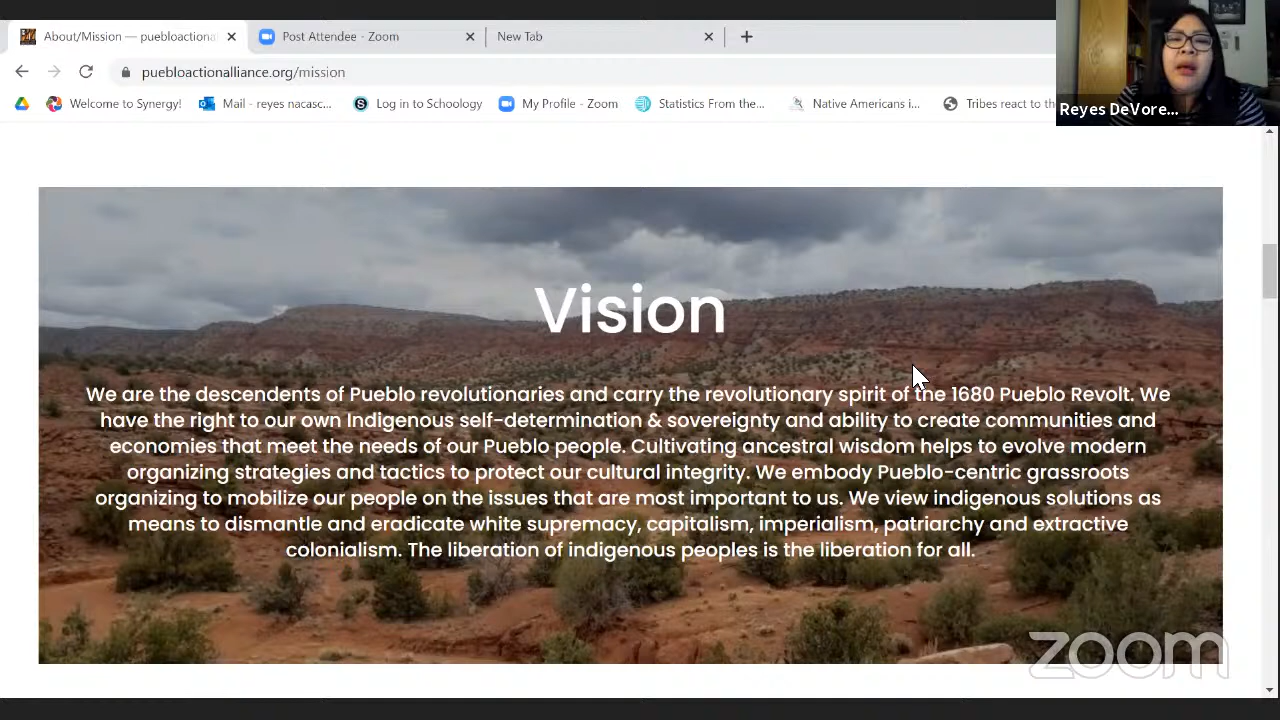 About/Mission — puebloactiona
Post Attendee - Zoom
New Tab
puebloactionalliance.org/mission
Welcome to Synergy!
Mail - reyes nacasc...
Log in to Schoology
My Profile - Zoom
Statistics From the...
Native Americans i...
Tribes react to th
Reyes DeVore...
Vision
We are the descendents of Pueblo revolutionaries and carry the revolutionary spirit of the 1680 Pueblo Revolt. We
have the right to our own Indigenous self-determination & sovereignty and ability to create communities and
economies that meet the needs of our Pueblo people. Cultivating ancestral wisdom helps to evolve modern
organizing strategies and tactics to protect our cultural integrity. We embody Pueblo-centric grassroots
organizing to mobilize our people on the issues that are most important to us. We view indigenous solutions as
means to dismantle and eradicate white supremacy, capitalism, imperialism, patriarchy and extractive
colonialism. The liberation of indigenous peoples is the liberation for all.
zoom